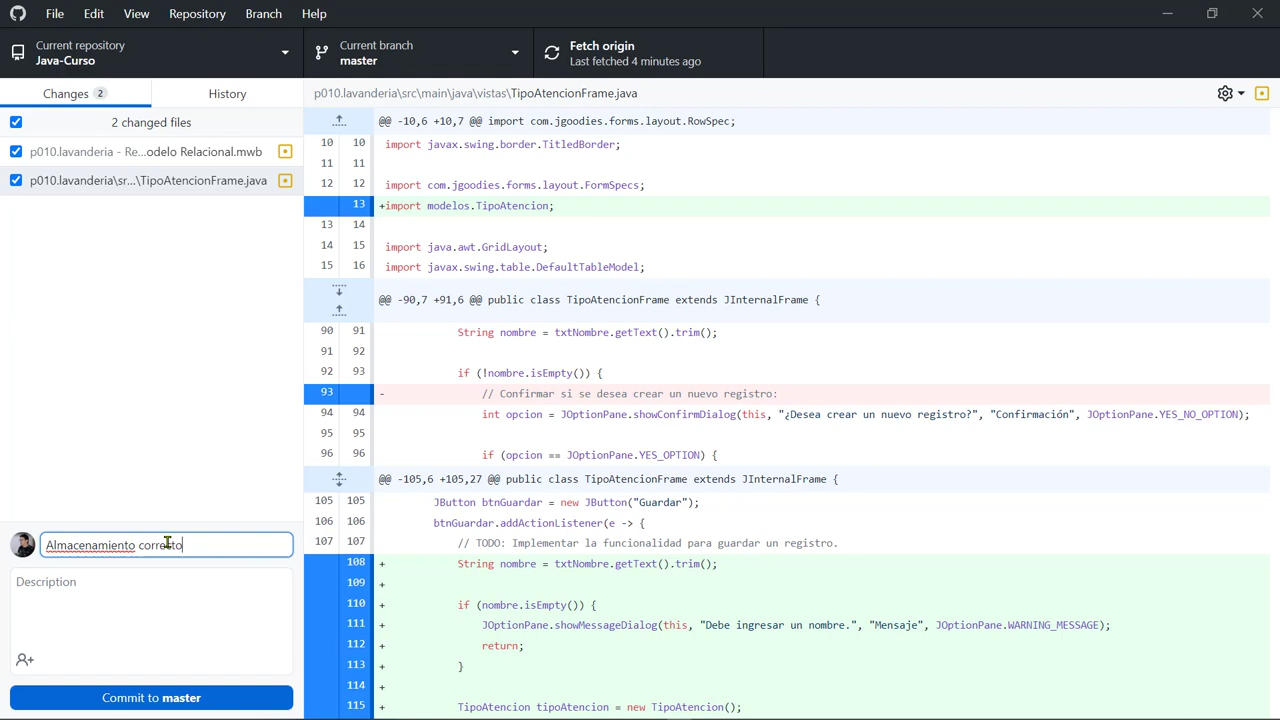 File Edit View Repository Branch Help
Current repository
Java-Curso
Current branch
master
Fetch origin
Last fetched 4 minutes ago
Changes 2 History
p010.lavanderia\src\main\java\vistas\TipoAtencionFrame.java
2 changed files
p010.lavanderia - Re...odelo Relacional.mwb
p010.lavanderia\sr...\TipoAtencionFrame.java
@@ -10,6 +10,7 @@ import com.jgoodies.forms.layout.RowSpec;
10 10 import javax.swing.border.TitledBorder;
11 11
12 12 import com.jgoodies.forms.layout.FormSpecs;
13 +import modelos.TipoAtencion;
13 14
14 15 import java.awt.GridLayout;
15 16 import javax.swing.table.DefaultTableModel;
@@ -90,7 +91,6 @@ public class TipoAtencionFrame extends JInternalFrame {
90 91 String nombre = txtNombre.getText().trim();
91 92
92 93 if (!nombre.isEmpty()) {
93 - // Confirmar si se desea crear un nuevo registro:
94 94 int opcion = JOptionPane.showConfirmDialog(this, "¿Desea crear un nuevo registro?", "Confirmación", JOptionPane.YES_NO_OPTION);
95 95
96 96 if (opcion == JOptionPane.YES_OPTION) {
@@ -105,6 +105,27 @@ public class TipoAtencionFrame extends JInternalFrame {
105 105 JButton btnGuardar = new JButton("Guardar");
106 106 btnGuardar.addActionListener(e -> {
107 107 // TODO: Implementar la funcionalidad para guardar un registro.
108 + String nombre = txtNombre.getText().trim();
109 +
110 + if (nombre.isEmpty()) {
111 + JOptionPane.showMessageDialog(this, "Debe ingresar un nombre.", "Mensaje", JOptionPane.WARNING_MESSAGE);
112 + return;
113 + }
114 +
115 + TipoAtencion tipoAtencion = new TipoAtencion();
Almacenamiento correcto
Description
Commit to master